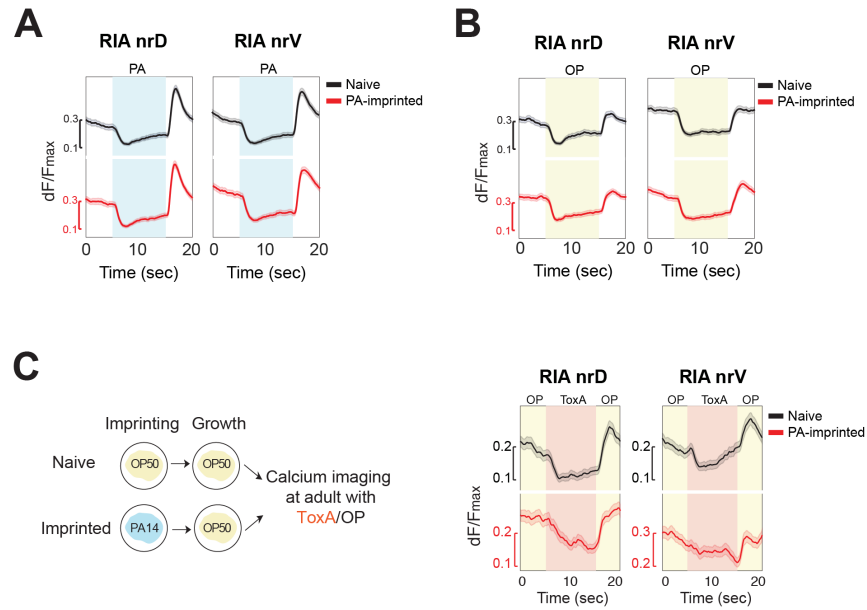 A
RIA nrD
RIA nrV
PA
PA
Naive
PA-imprinted
dF/Fmax
0.3
0.1
0.3
0.1
0 10 20
0 10 20
Time (sec)
Time (sec)
B
RIA nrD
RIA nrV
OP
OP
Naive
PA-imprinted
dF/Fmax
0.3
0.1
0.3
0.1
0 10 20
0 10 20
Time (sec)
Time (sec)
C
Imprinting Growth
Naive
OP50
OP50
Imprinted
PA14
OP50
Calcium imaging
at adult with
ToxA/OP
RIA nrD
RIA nrV
OP ToxA OP
OP ToxA OP
Naive
PA-imprinted
dF/Fmax
0.2
0.1
0.2
0.1
0.2
0.1
0.3
0.2
0 10 20
0 10 20
Time (sec)
Time (sec)